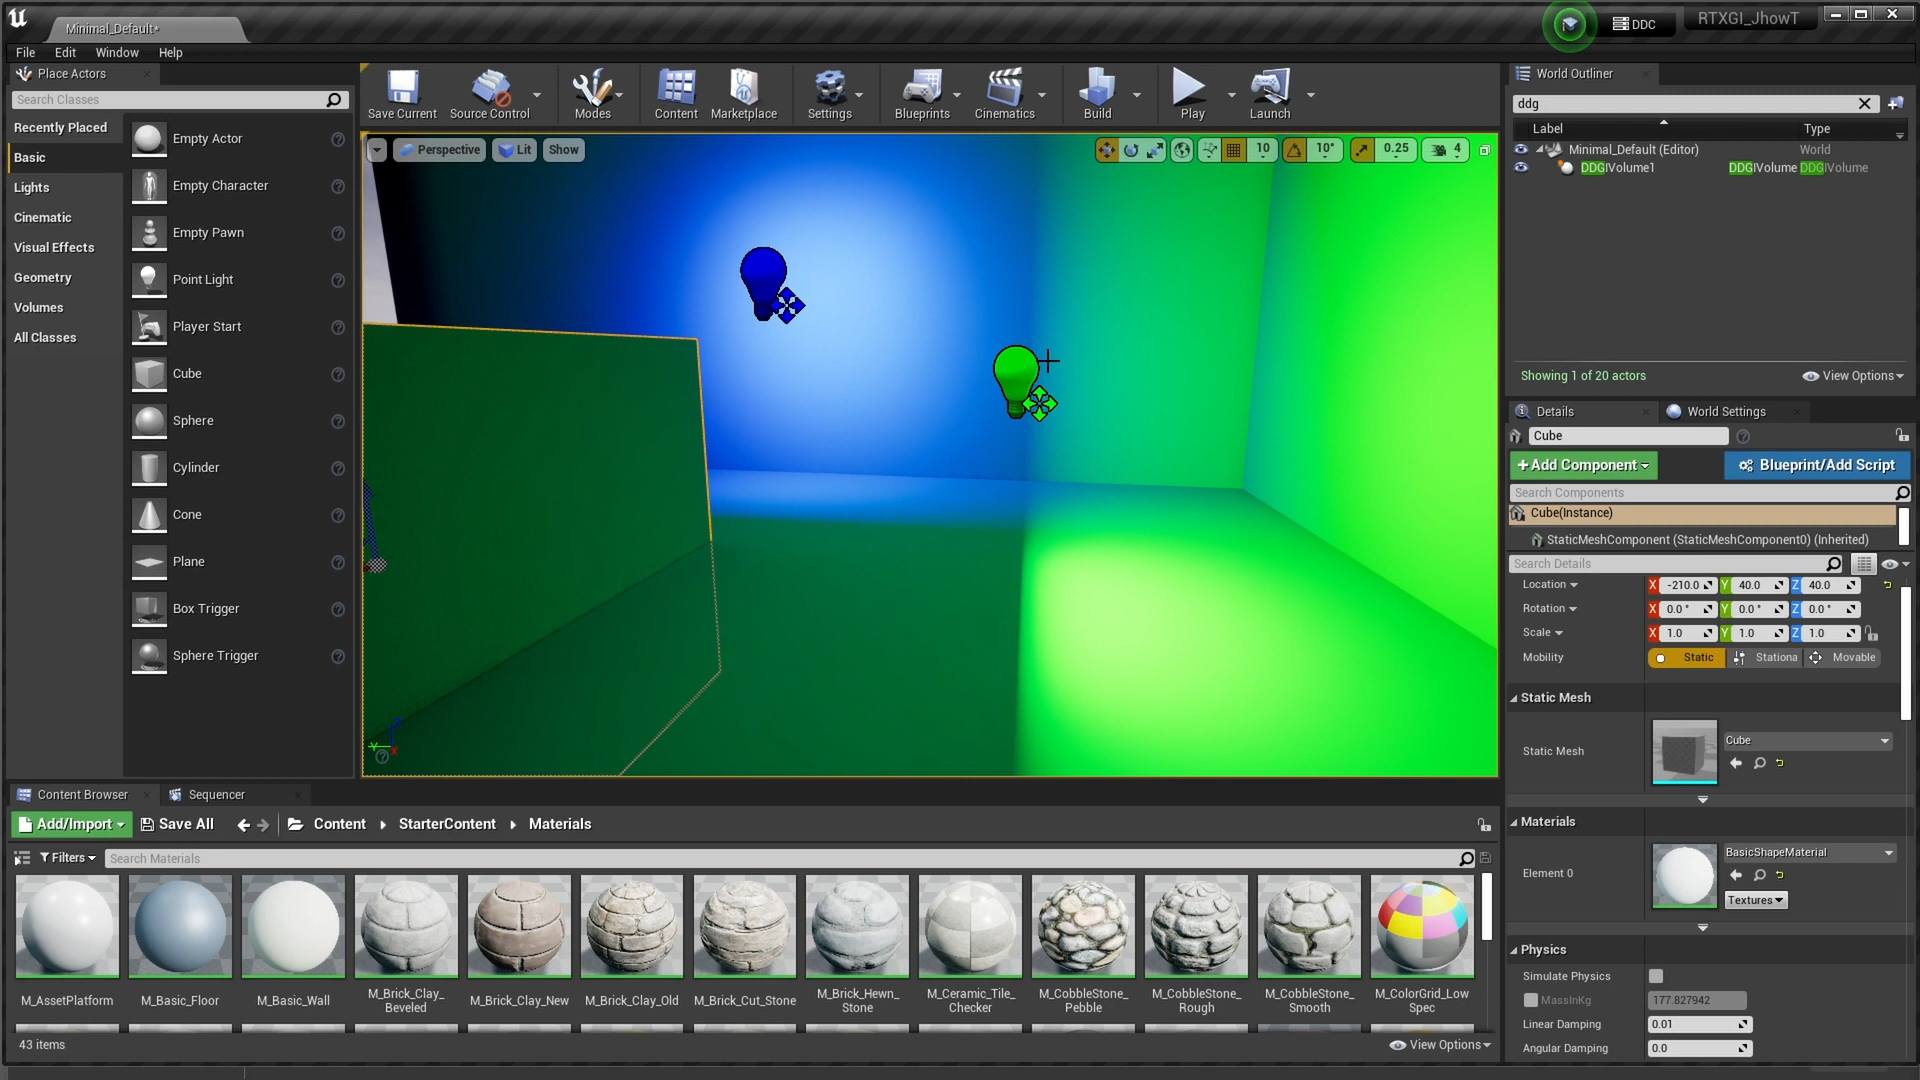 Minimal_Default*
DDC
RTXGI_JhowT
File Edit Window Help
Place Actors
Search Classes
Recently Placed
Basic
Lights
Cinematic
Visual Effects
Geometry
Volumes
All Classes
Empty Actor
Empty Character
Empty Pawn
Point Light
Player Start
Cube
Sphere
Cylinder
Cone
Plane
Box Trigger
Sphere Trigger
Save Current Source Control Modes Content Marketplace Settings Blueprints Cinematics Build Play Launch
Perspective Lit Show
10 10° 0.25 4
World Outliner
ddg
Label Type
Minimal_Default (Editor) World
DDGIVolume1 DDGIVolume DDGIVolume
Showing 1 of 20 actors View Options
Details World Settings
Cube
+Add Component Blueprint/Add Script
Search Components
Cube(Instance)
StaticMeshComponent (StaticMeshComponent0) (Inherited)
Search Details
Location X -210.0 Y 40.0 Z 40.0
Rotation X 0.0 ° Y 0.0 ° Z 0.0 °
Scale X 1.0 Y 1.0 Z 1.0
Mobility Static Stationa Movable
Static Mesh
Static Mesh Cube
Materials
Element 0 BasicShapeMaterial
Textures
Physics
Simulate Physics
MassInKg 177.827942
Linear Damping 0.01
Angular Damping 0.0
Content Browser Sequencer
Add/Import Save All Content StarterContent Materials
Filters Search Materials
M_AssetPlatform
M_Basic_Floor
M_Basic_Wall
M_Brick_Clay_
Beveled
M_Brick_Clay_New
M_Brick_Clay_Old
M_Brick_Cut_Stone
M_Brick_Hewn_
Stone
M_Ceramic_Tile_
Checker
M_CobbleStone_
Pebble
M_CobbleStone_
Rough
M_CobbleStone_
Smooth
M_ColorGrid_Low
Spec
43 items View Options